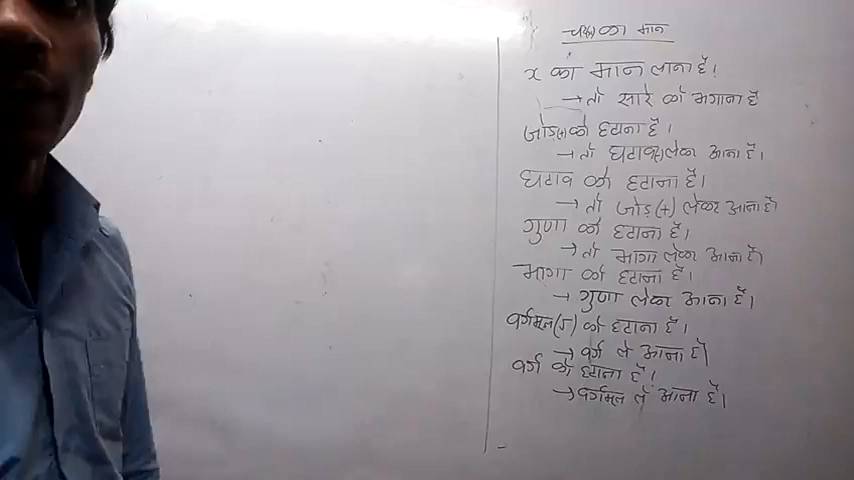 चर(x) का मान
x का मान लाना है।
→ तो सारे को भगाना है
जोड़(+) को हटाना है।
→ तो घटाव(-) लेकर आना है।
घटाव को हटाना है।
→ तो जोड़ (+) लेकर आना है।
गुणा को हटाना है।
→ तो भागा लेकर आना है।
भागा को हटाना है।
→ गुणा लेकर आना है।
वर्गमूल(√) को हटाना है।
→ वर्ग ले आना है।
वर्ग को हटाना है।
→ वर्गमूल ले आना है।